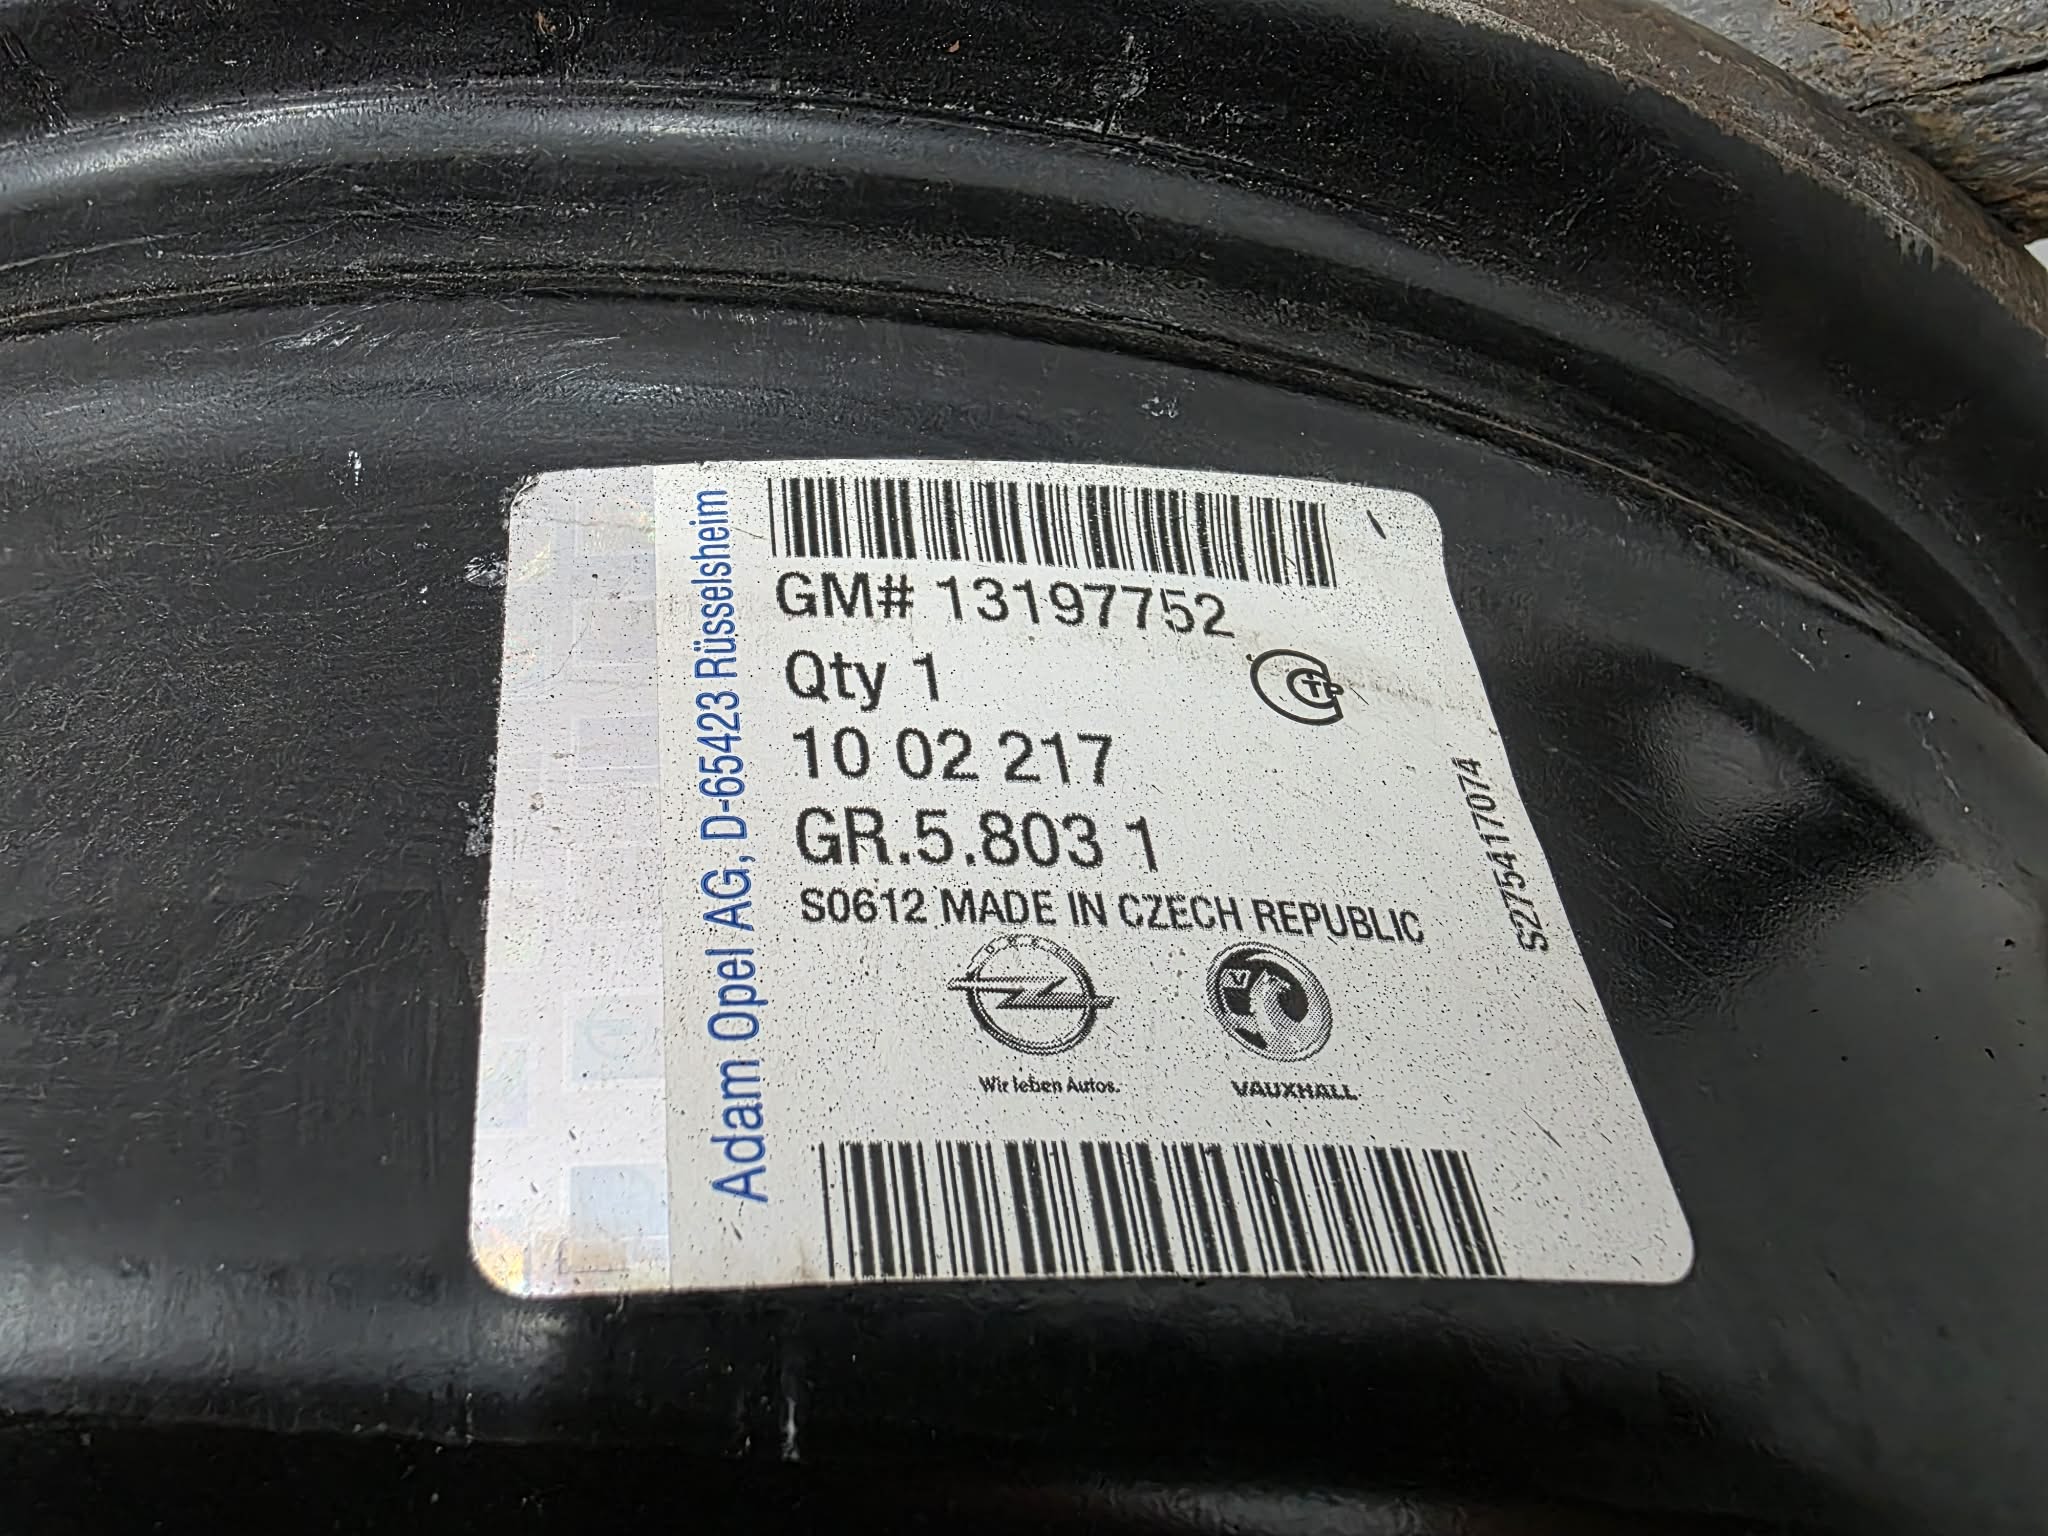 Adam Opel AG, D-65423 Rüsselsheim
GM# 13197752
Qty 1
10 02 217
GR.5.803 1
S0612 MADE IN CZECH REPUBLIC
S275417074
OPEL
Wir leben Autos.
VAUXHALL